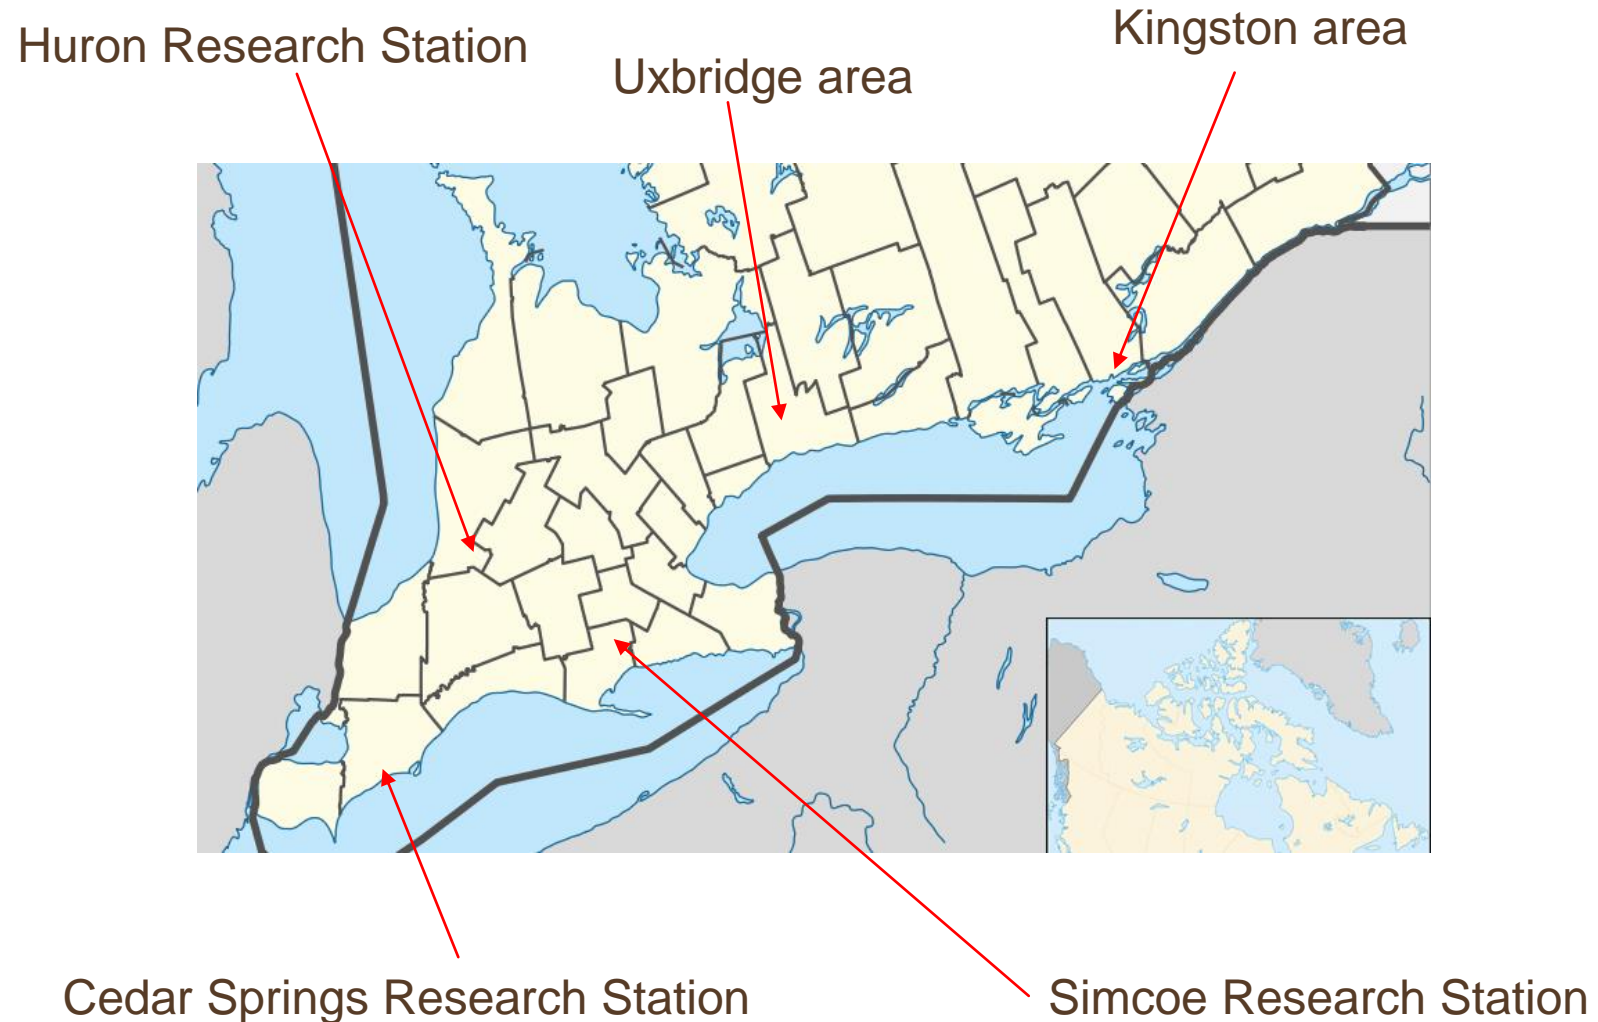 Kingston area
Huron Research Station
Uxbridge area
Cedar Springs Research Station
Simcoe Research Station